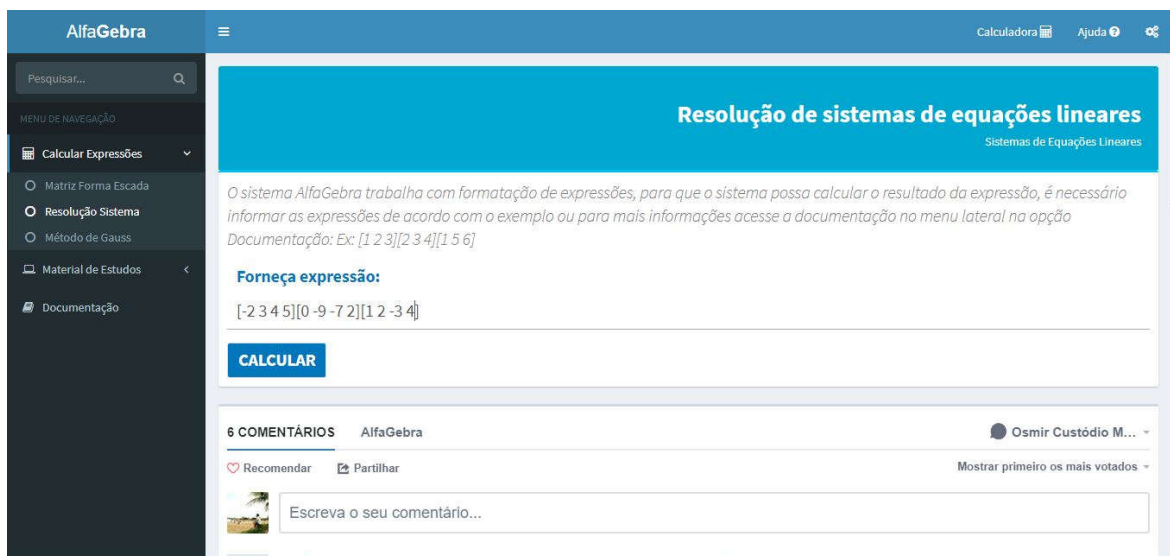 AlfaGebra
Calculadora
Ajuda
Pesquisar...
MENU DE NAVEGAÇÃO
Calcular Expressões
Matriz Forma Escada
Resolução Sistema
Método de Gauss
Material de Estudos
Documentação
Resolução de sistemas de equações lineares
Sistemas de Equações Lineares
O sistema AlfaGebra trabalha com formatação de expressões, para que o sistema possa calcular o resultado da expressão, é necessário
informar as expressões de acordo com o exemplo ou para mais informações acesse a documentação no menu lateral na opção
Documentação: Ex: [1 2 3][2 3 4][1 5 6]
Forneça expressão:
[-2 3 4 5][0 -9 -7 2][1 2 -3 4]
CALCULAR
6 COMENTÁRIOS AlfaGebra
Osmir Custódio M...
Recomendar Partilhar
Mostrar primeiro os mais votados
Escreva o seu comentário...